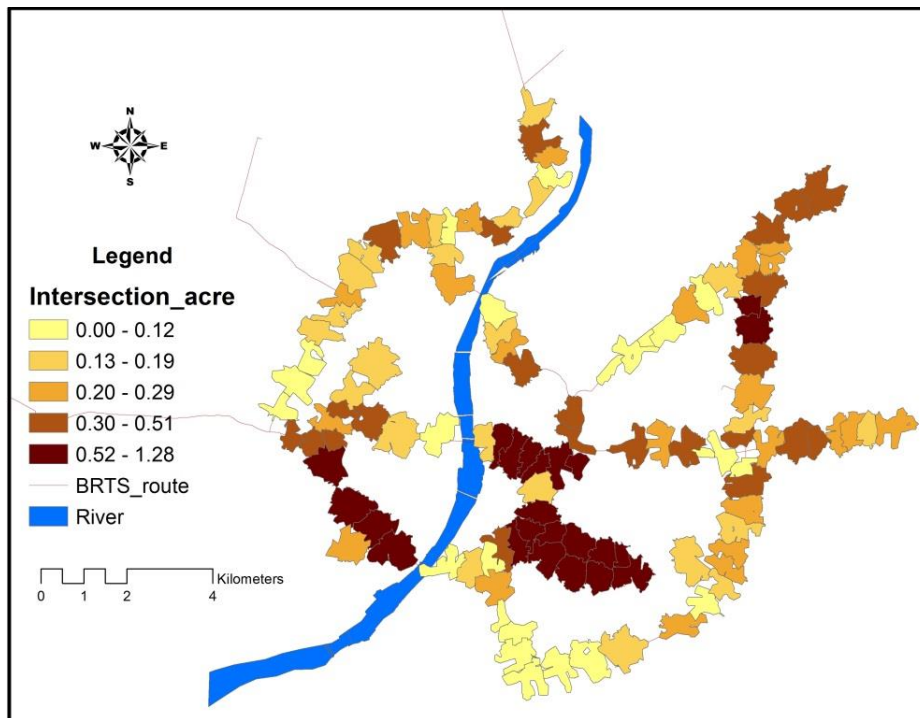 N
W E
S
Legend
Intersection_acre
0.00 - 0.12
0.13 - 0.19
0.20 - 0.29
0.30 - 0.51
0.52 - 1.28
BRTS_route
River
Kilometers
0 1 2 4